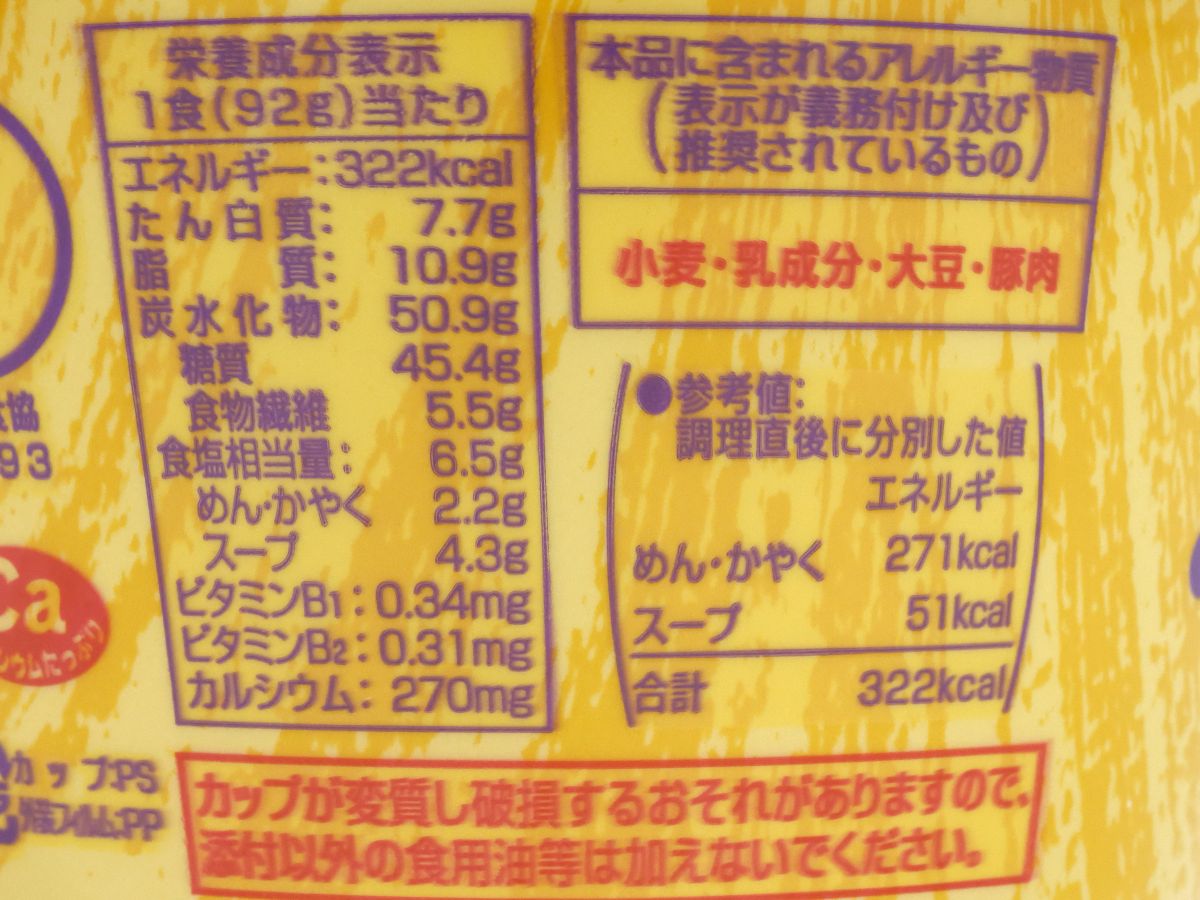 栄養成分表示
1食(92g)当たり
エネルギー:322kcal
たん白質: 7.7g
脂質: 10.9g
炭水化物: 50.9g
糖質 45.4g
食物繊維 5.5g
食塩相当量: 6.5g
めん・かやく 2.2g
スープ 4.3g
ビタミンB1:0.34mg
ビタミンB2:0.31mg
カルシウム: 270mg
本品に含まれるアレルギー物質
(表示が義務付け及び
推奨されているもの)
小麦・乳成分・大豆・豚肉
●参考値:
調理直後に分別した値
エネルギー
めん・かやく 271kcal
スープ 51kcal
合計 322kcal
協
93
Ca
シウムたっぷり
カップ:PS
PP
カップが変質し破損するおそれがありますので、
添付以外の食用油等は加えないでください。